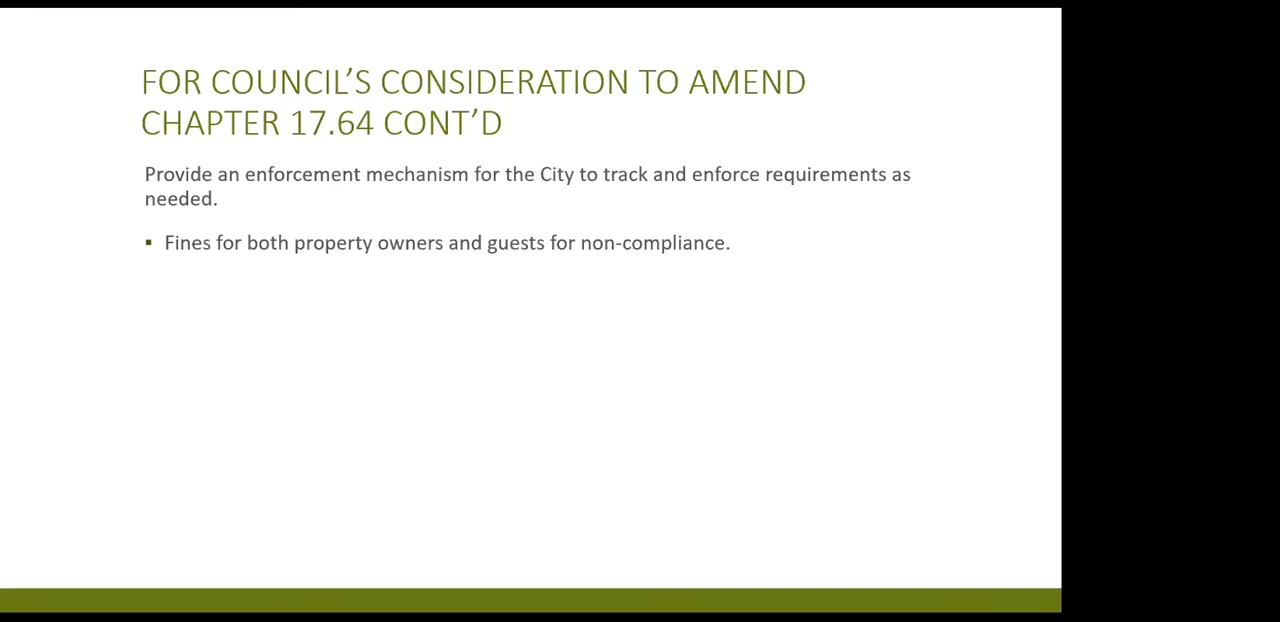 FOR COUNCIL’S CONSIDERATION TO AMEND
CHAPTER 17.64 CONT’D
Provide an enforcement mechanism for the City to track and enforce requirements as
needed.
▪ Fines for both property owners and guests for non-compliance.